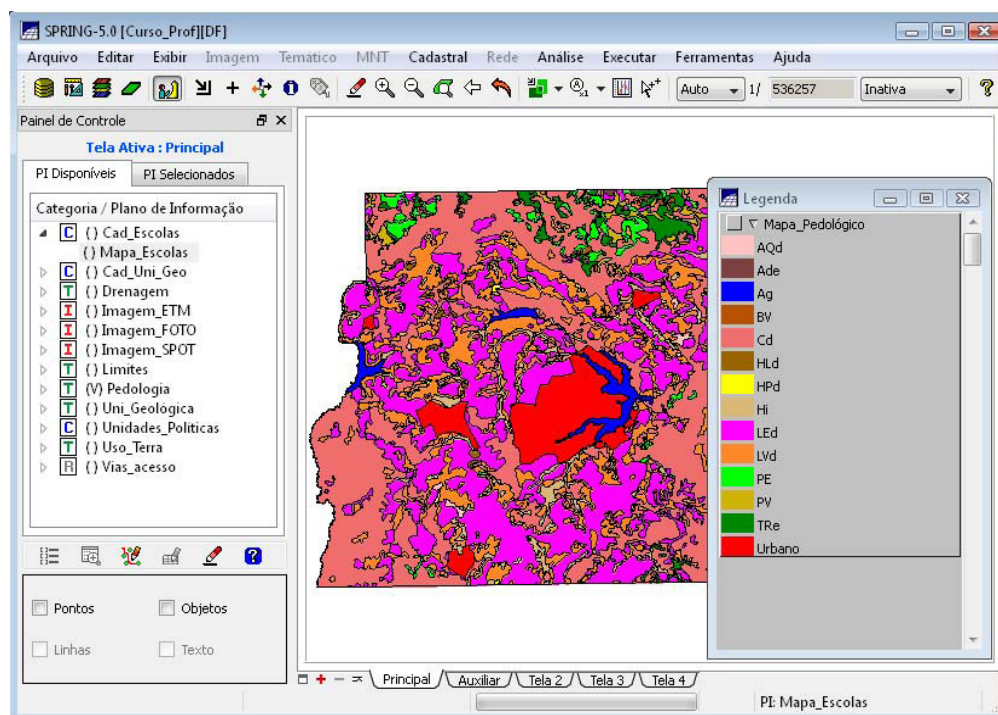 SPRING-5.0 [Curso_Prof][DF]
Arquivo Editar Exibir Imagem Temático MNT Cadastral Rede Análise Executar Ferramentas Ajuda
Auto 1/ 536257 Inativa
Painel de Controle
Tela Ativa : Principal
PI Disponíveis PI Selecionados
Categoria / Plano de Informação
C () Cad_Escolas
() Mapa_Escolas
C () Cad_Uni_Geo
T () Drenagem
I () Imagem_ETM
I () Imagem_FOTO
I () Imagem_SPOT
T () Limites
T (V) Pedologia
T () Uni_Geológica
C () Unidades_Políticas
T () Uso_Terra
R () Vias_acesso
Pontos Objetos
Linhas Texto
Legenda
Mapa_Pedológico
AQd
Ade
Ag
BV
Cd
HLd
HPd
Hi
LEd
LVd
PE
PV
TRe
Urbano
Principal Auxiliar Tela 2 Tela 3 Tela 4
PI: Mapa_Escolas